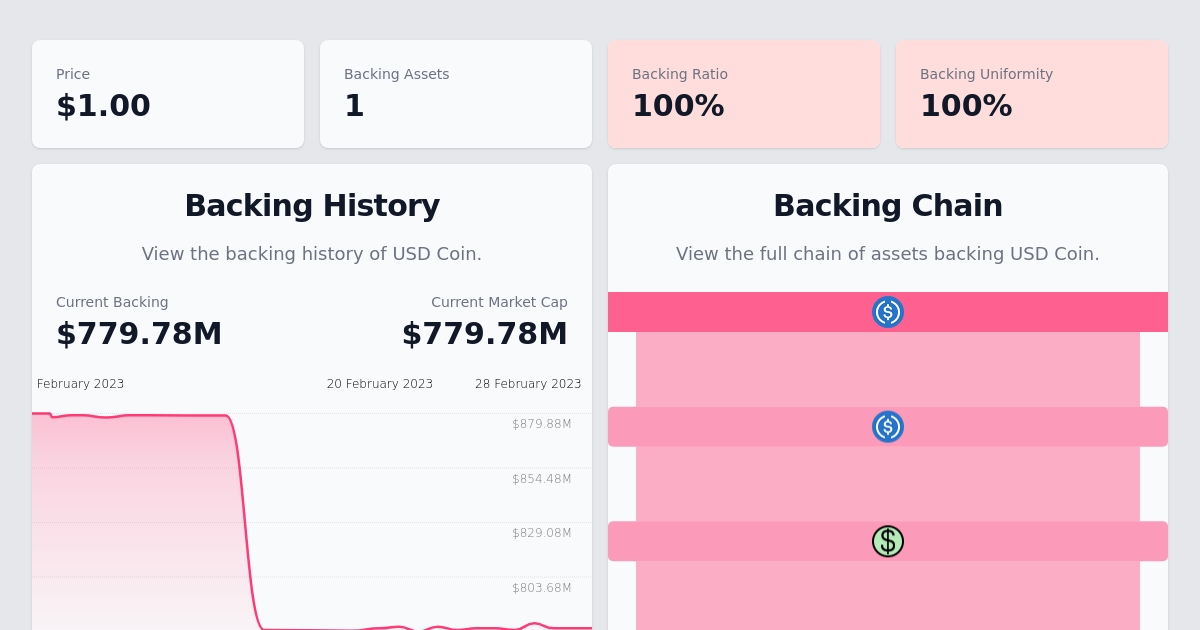 Price
$1.00
Backing Assets
1
Backing Ratio
100%
Backing Uniformity
100%
Backing History
View the backing history of USD Coin.
Current Backing
$779.78M
Current Market Cap
$779.78M
February 2023
20 February 2023
28 February 2023
$879.88M
$854.48M
$829.08M
$803.68M
Backing Chain
View the full chain of assets backing USD Coin.
$
$
$